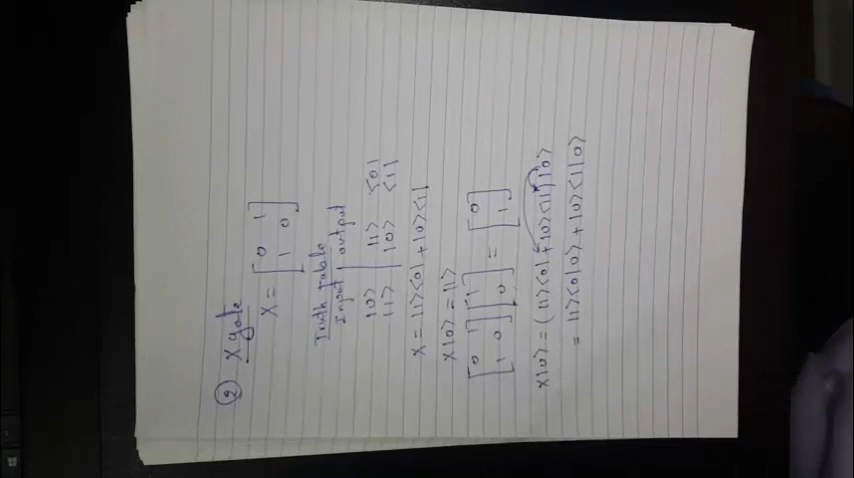 ② X gate
X = [ 0 1
1 0 ]
Truth table
Input | output
|0> | |1> <0|
|1> | |0> <1|
X = |1><0| + |0><1|
X|0> = |1>
[ 0 1 ] [ 1 ] = [ 0 ]
[ 1 0 ] [ 0 ] [ 1 ]
X|0> = (|1><0| + |0><1|)|0>
= |1><0|0> + |0><1|0>